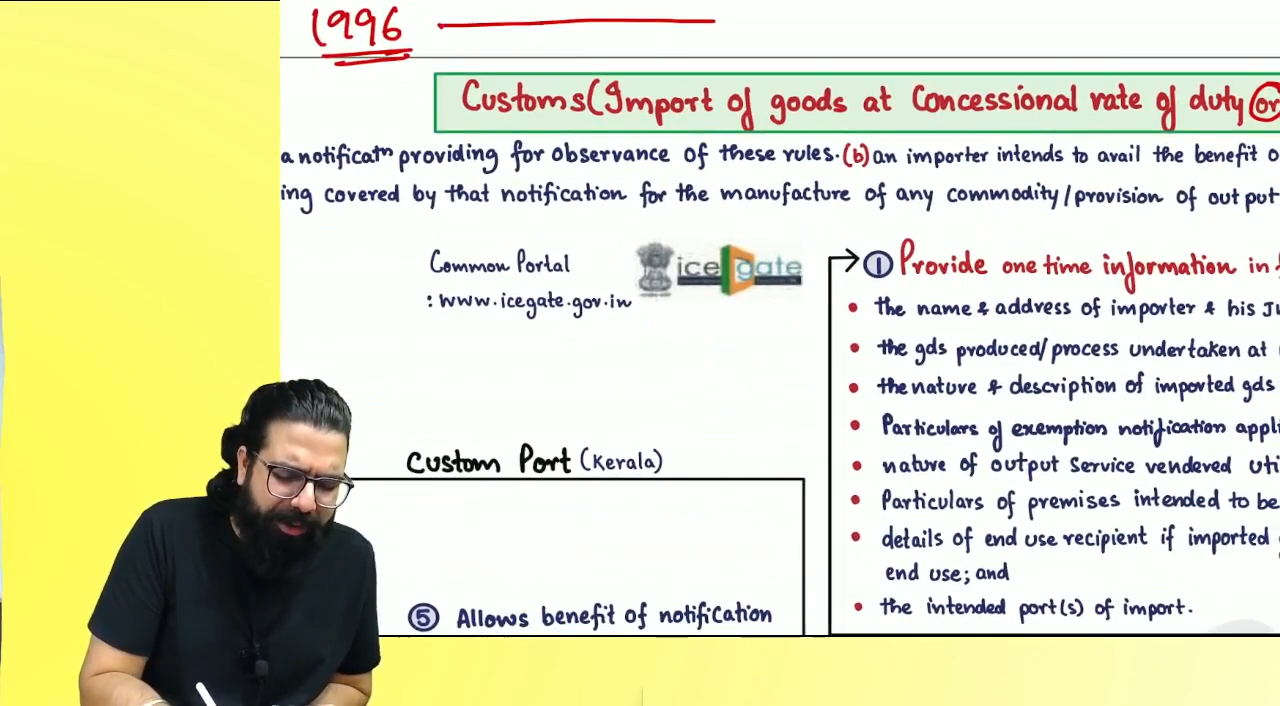 1996
Customs(Import of goods at Concessional rate of duty or
a notificatn providing for observance of these rules. (b) an importer intends to avail the benefit o
ing covered by that notification for the manufacture of any commodity/provision of output
Common Portal
: www.icegate.gov.in
icegate
① Provide one time information in
• the name & address of importer & his Ju
• the gds produced/process undertaken at
• the nature & description of imported gds
• Particulars of exemption notification appli
• nature of output Service rendered uti
• Particulars of premises intended to be
• details of end use recipient if imported
end use; and
• the intended port(s) of import.
Custom Port (Kerala)
⑤ Allows benefit of notification